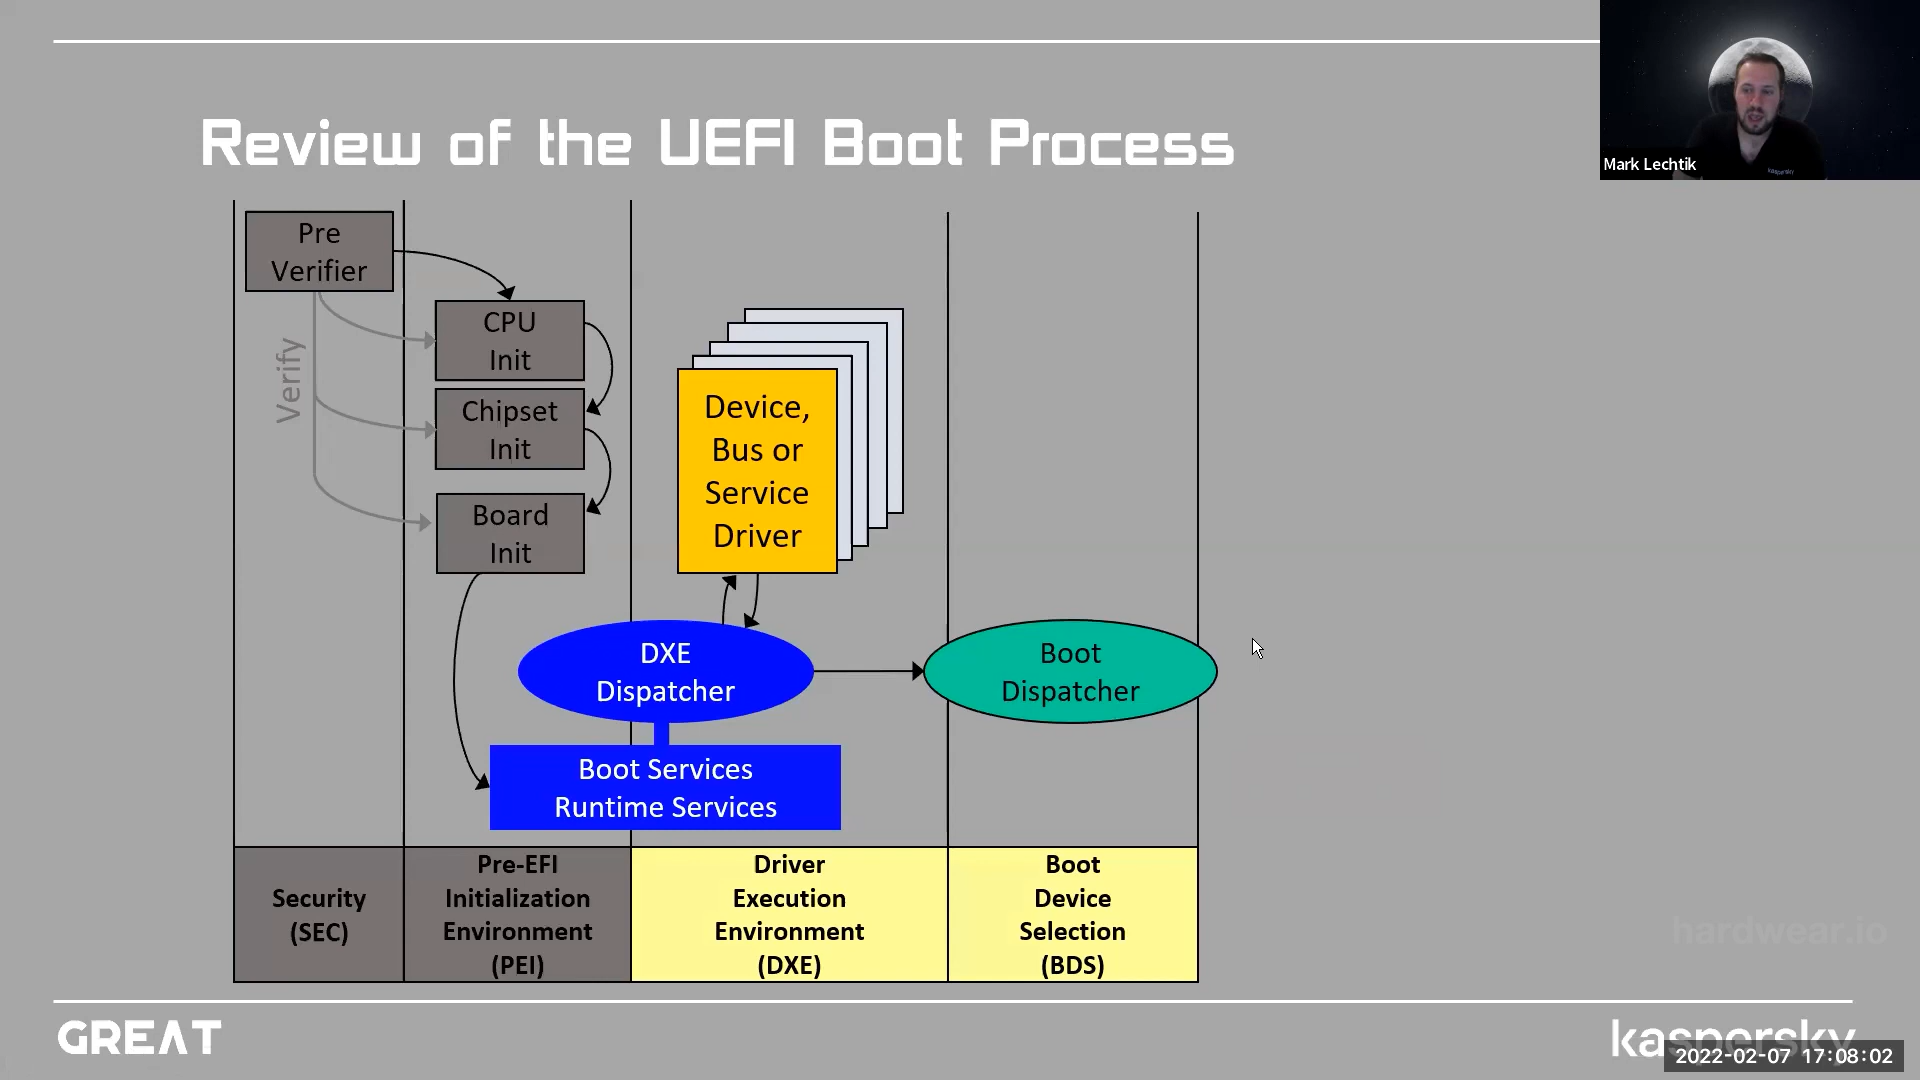 Mark Lechtik
Review of the UEFI Boot Process
Pre
Verifier
Verify
CPU
Init
Chipset
Init
Board
Init
Device,
Bus or
Service
Driver
DXE
Dispatcher
Boot
Dispatcher
Boot Services
Runtime Services
Security
(SEC)
Pre-EFI
Initialization
Environment
(PEI)
Driver
Execution
Environment
(DXE)
Boot
Device
Selection
(BDS)
hardwear.io
GREAT
kaspersky
2022-02-07 17:08:02
kaspersky